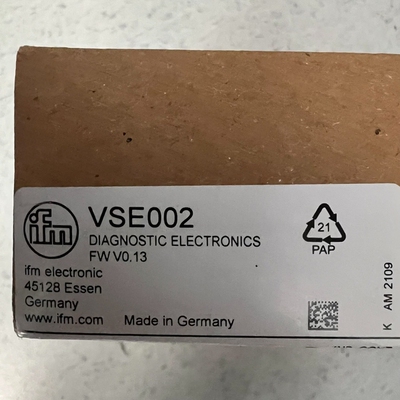 ifm
VSE002
DIAGNOSTIC ELECTRONICS
FW V0.13
ifm electronic
45128 Essen
Germany
www.ifm.com Made in Germany
21
PAP
K AM 2109